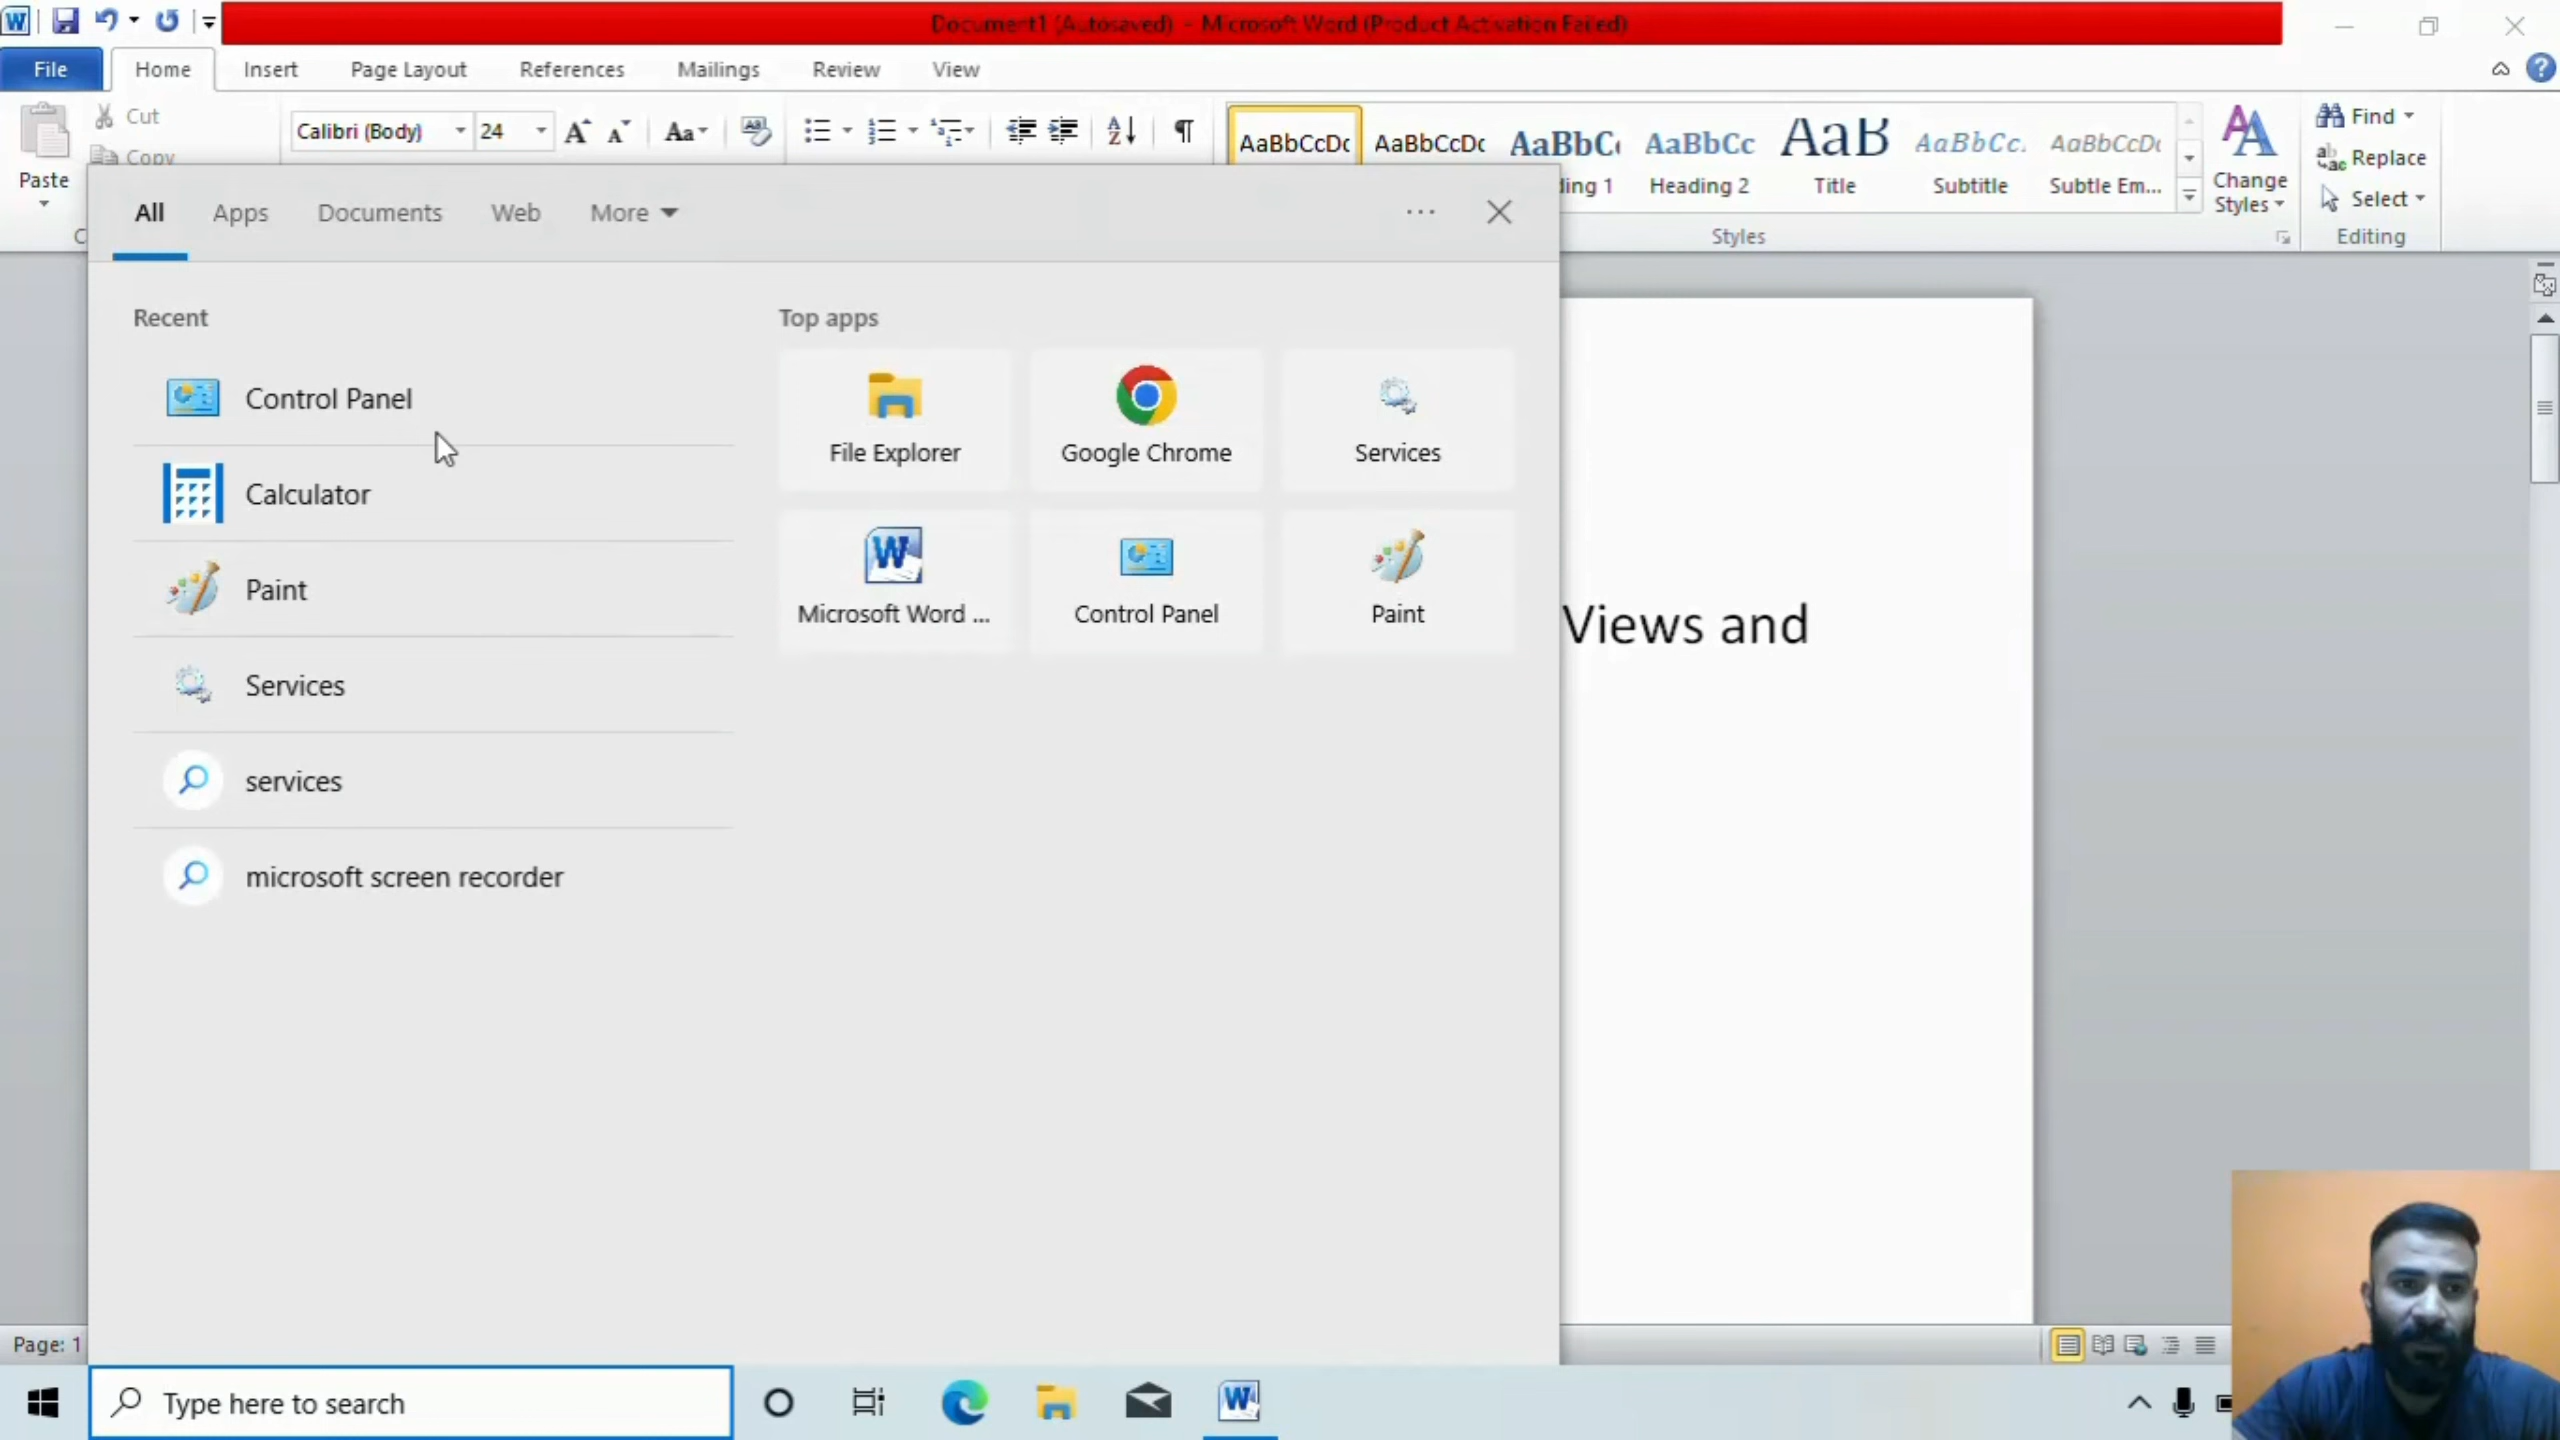 Document1 (Autosaved) - Microsoft Word (Product Activation Failed)
File Home Insert Page Layout References Mailings Review View
Cut
Copy
Paste
Calibri (Body) 24 Aa
AaBbCcDc AaBbCcDc AaBbC AaBbCc AaB AaBbCc. AaBbCcDc
ding 1 Heading 2 Title Subtitle Subtle Em...
Change Styles
Styles
Find
Replace
Select
Editing
All Apps Documents Web More
Recent
Control Panel
Calculator
Paint
Services
services
microsoft screen recorder
Top apps
File Explorer Google Chrome Services
Microsoft Word ... Control Panel Paint
Views and
Page: 1
Type here to search